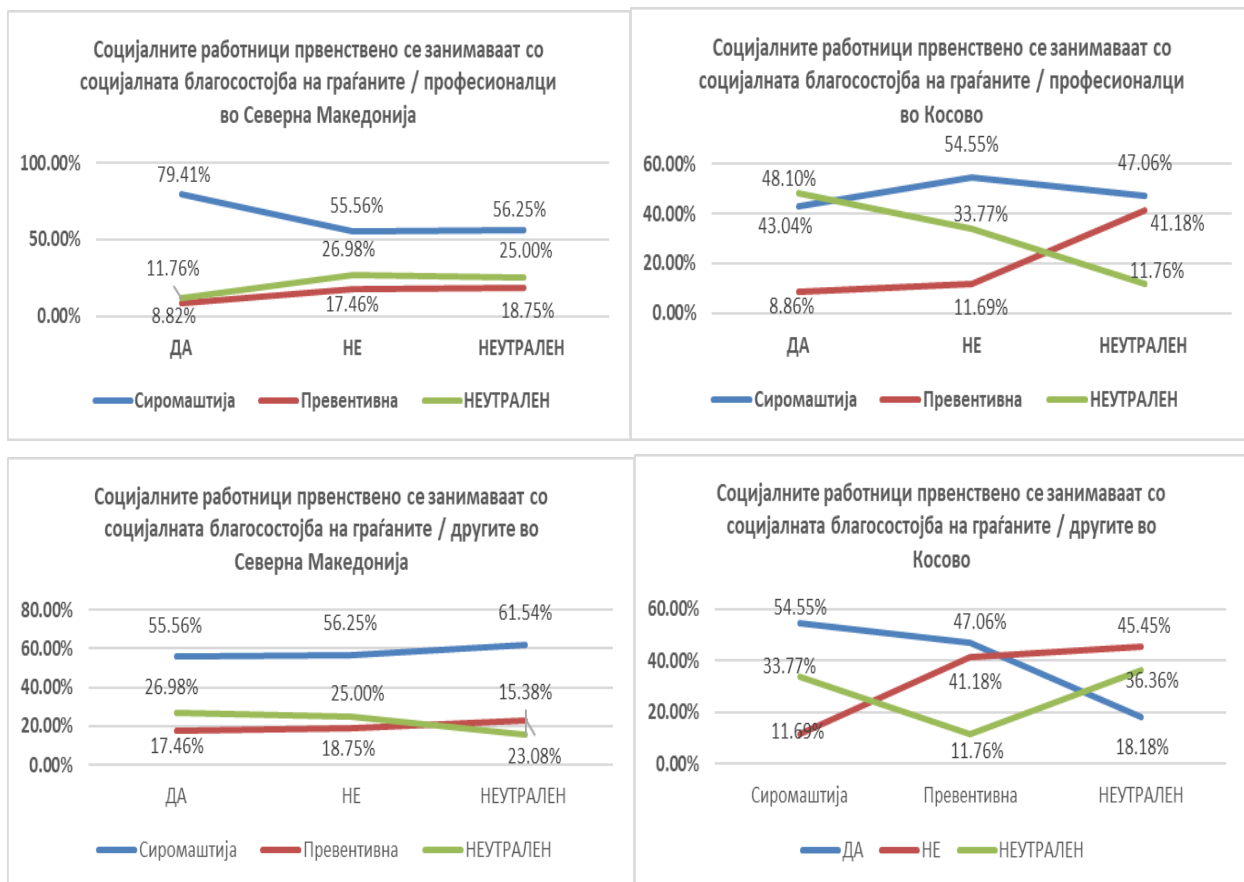 Социјалните работници првенствено се занимаваат со
социјалната благосостојба на граѓаните / професионалци
во Северна Македонија
100.00%
79.41%
55.56%
56.25%
50.00%
26.98%
25.00%
11.76%
0.00%
8.82%
17.46%
18.75%
ДА НЕ НЕУТРАЛЕН
Сиромаштија Превентивна НЕУТРАЛЕН
Социјалните работници првенствено се занимаваат со
социјалната благосостојба на граѓаните / професионалци
во Косово
60.00%
54.55%
47.06%
48.10%
40.00%
43.04%
33.77%
41.18%
20.00%
11.76%
0.00%
8.86%
11.69%
ДА НЕ НЕУТРАЛЕН
Сиромаштија Превентивна НЕУТРАЛЕН
Социјалните работници првенствено се занимаваат со
социјалната благосостојба на граѓаните / другите во
Северна Македонија
80.00%
55.56%
56.25%
61.54%
60.00%
40.00%
26.98%
25.00%
15.38%
20.00%
17.46%
18.75%
23.08%
0.00%
ДА НЕ НЕУТРАЛЕН
Сиромаштија Превентивна НЕУТРАЛЕН
Социјалните работници првенствено се занимаваат со
социјалната благосостојба на граѓаните / другите во
Косово
60.00%
54.55%
47.06%
45.45%
40.00%
33.77%
41.18%
36.36%
20.00%
11.69%
11.76%
18.18%
0.00%
Сиромаштија Превентивна НЕУТРАЛЕН
ДА НЕ НЕУТРАЛЕН